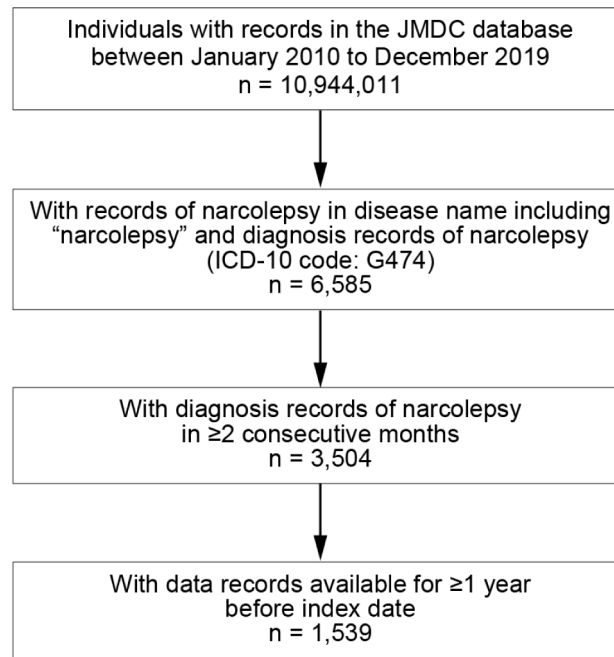 Individuals with records in the JMDC database
between January 2010 to December 2019
n = 10,944,011
With records of narcolepsy in disease name including
“narcolepsy” and diagnosis records of narcolepsy
(ICD-10 code: G474)
n = 6,585
With diagnosis records of narcolepsy
in ≥2 consecutive months
n = 3,504
With data records available for ≥1 year
before index date
n = 1,539